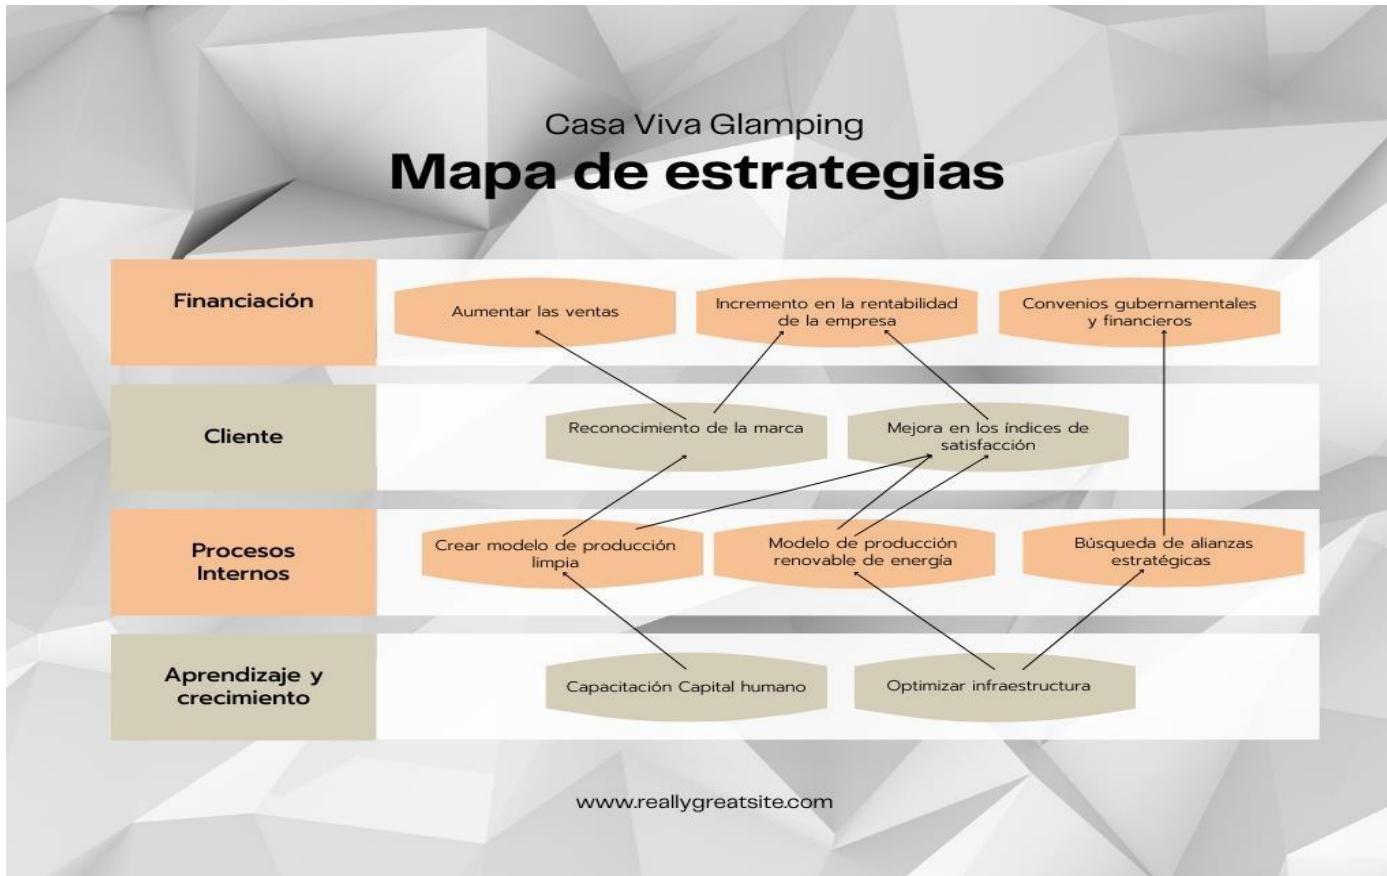 Casa Viva Glamping
Mapa de estrategias
Financiación
Aumentar las ventas
Incremento en la rentabilidad
de la empresa
Convenios gubernamentales
y financieros
Cliente
Reconocimiento de la marca
Mejora en los índices de
satisfacción
Procesos
Internos
Crear modelo de producción
limpia
Modelo de producción
renovable de energía
Búsqueda de alianzas
estratégicas
Aprendizaje y
crecimiento
Capacitación Capital humano
Optimizar infraestructura
www.reallygreatsite.com